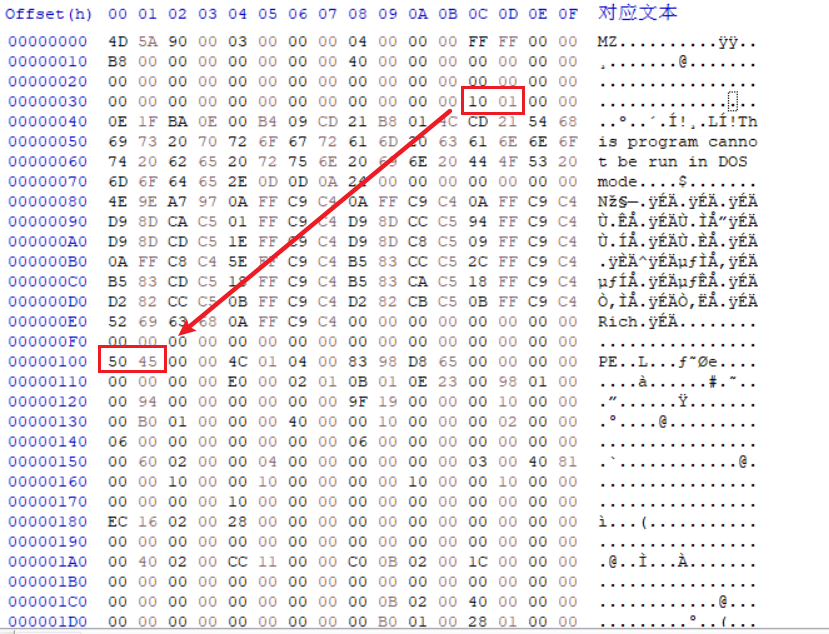 Offset(h) 00 01 02 03 04 05 06 07 08 09 0A 0B 0C 0D 0E 0F 对应文本
00000000 4D 5A 90 00 03 00 00 00 04 00 00 00 FF FF 00 00 MZ..........ÿÿ..
00000010 B8 00 00 00 00 00 00 00 40 00 00 00 00 00 00 00 ¸.......@.......
00000020 00 00 00 00 00 00 00 00 00 00 00 00 00 00 00 00 ................
00000030 00 00 00 00 00 00 00 00 00 00 00 00 10 01 00 00 ................
00000040 0E 1F BA 0E 00 B4 09 CD 21 B8 01 4C CD 21 54 68 ..º..´.Í!¸.LÍ!Th
00000050 69 73 20 70 72 6F 67 72 61 6D 20 63 61 6E 6E 6F is program canno
00000060 74 20 62 65 20 72 75 6E 20 69 6E 20 44 4F 53 20 t be run in DOS
00000070 6D 6F 64 65 2E 0D 0D 0A 24 00 00 00 00 00 00 00 mode....$.......
00000080 4E 9E A7 97 0A FF C9 C4 0A FF C9 C4 0A FF C9 C4 Nž§—.ÿÉÄ.ÿÉÄ.ÿÉÄ
00000090 D9 8D CA C5 01 FF C9 C4 D9 8D CC C5 94 FF C9 C4 Ù.ÊÅ.ÿÉÄÙ.ÌÅ”ÿÉÄ
000000A0 D9 8D CD C5 1E FF C9 C4 D9 8D C8 C5 09 FF C9 C4 Ù.ÍÅ.ÿÉÄÙ.ÈÅ.ÿÉÄ
000000B0 0A FF C8 C4 5E FF C9 C4 B5 83 CC C5 2C FF C9 C4 .ÿÈÄ^ÿÉÄµƒÌÅ,ÿÉÄ
000000C0 B5 83 CD C5 18 FF C9 C4 B5 83 CA C5 18 FF C9 C4 µƒÍÅ.ÿÉÄµƒÊÅ.ÿÉÄ
000000D0 D2 82 CC C5 0B FF C9 C4 D2 82 CB C5 0B FF C9 C4 Ò‚ÌÅ.ÿÉÄÒ‚ËÅ.ÿÉÄ
000000E0 52 69 63 68 0A FF C9 C4 00 00 00 00 00 00 00 00 Rich.ÿÉÄ........
000000F0 00 00 00 00 00 00 00 00 00 00 00 00 00 00 00 00 ................
00000100 50 45 00 00 4C 01 04 00 83 98 D8 65 00 00 00 00 PE..L...ƒ˜Øe....
00000110 00 00 00 00 E0 00 02 01 0B 01 0E 23 00 98 01 00 ....à......#.˜..
00000120 00 94 00 00 00 00 00 00 9F 19 00 00 00 10 00 00 .”......Ÿ.......
00000130 00 B0 01 00 00 00 40 00 00 10 00 00 00 02 00 00 .°....@.........
00000140 06 00 00 00 00 00 00 00 06 00 00 00 00 00 00 00 ................
00000150 00 60 02 00 00 04 00 00 00 00 00 00 03 00 40 81 .`............@.
00000160 00 00 10 00 00 10 00 00 00 00 10 00 00 10 00 00 ................
00000170 00 00 00 00 10 00 00 00 00 00 00 00 00 00 00 00 ................
00000180 EC 16 02 00 28 00 00 00 00 00 00 00 00 00 00 00 ì...(...........
00000190 00 00 00 00 00 00 00 00 00 00 00 00 00 00 00 00 ................
000001A0 00 40 02 00 CC 11 00 00 C0 0B 02 00 1C 00 00 00 .@..Ì...À.......
000001B0 00 00 00 00 00 00 00 00 00 00 00 00 00 00 00 00 ................
000001C0 00 00 00 00 00 00 00 00 00 0B 02 00 40 00 00 00 ............@...
000001D0 00 00 00 00 00 00 00 00 00 B0 01 00 28 01 00 00 .........°..(...